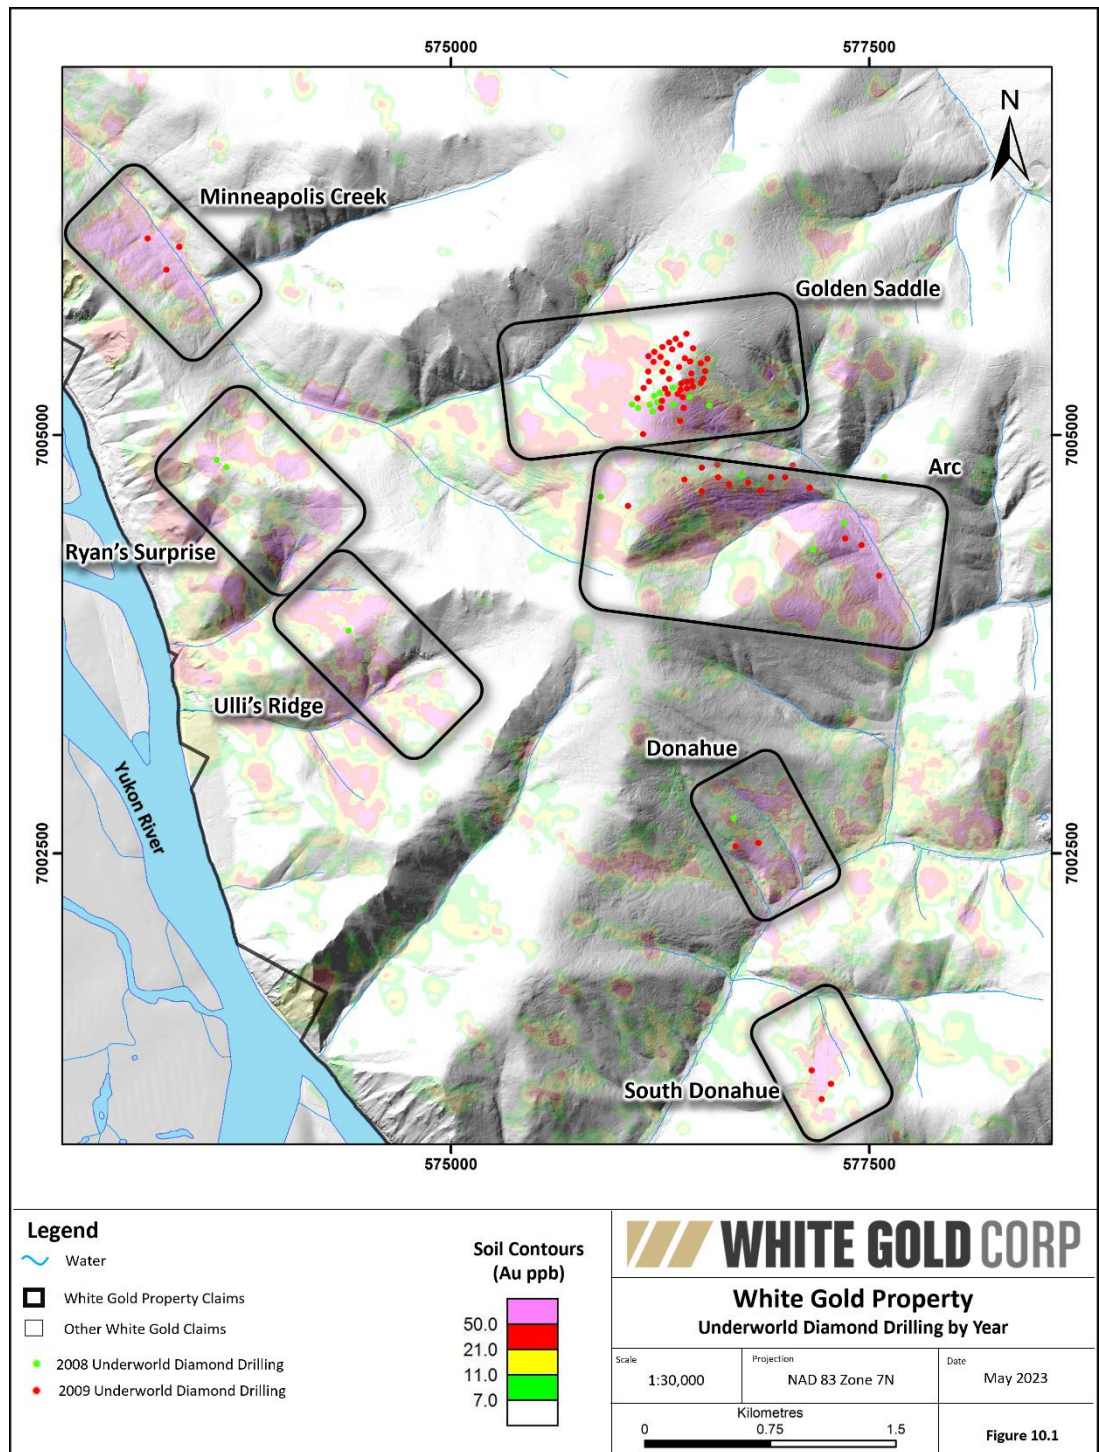 575000
577500
N
Minneapolis Creek
Golden Saddle
7005000
7005000
Arc
Ryan's Surprise
Ulli's Ridge
Donahue
Yukon River
7002500
7002500
South Donahue
575000
577500
Legend
Water
White Gold Property Claims
Other White Gold Claims
2008 Underworld Diamond Drilling
2009 Underworld Diamond Drilling
Soil Contours
(Au ppb)
50.0
21.0
11.0
7.0
WHITE GOLD CORP
White Gold Property
Underworld Diamond Drilling by Year
Scale
1:30,000
Projection
NAD 83 Zone 7N
Date
May 2023
Kilometres
0 0.75 1.5
Figure 10.1